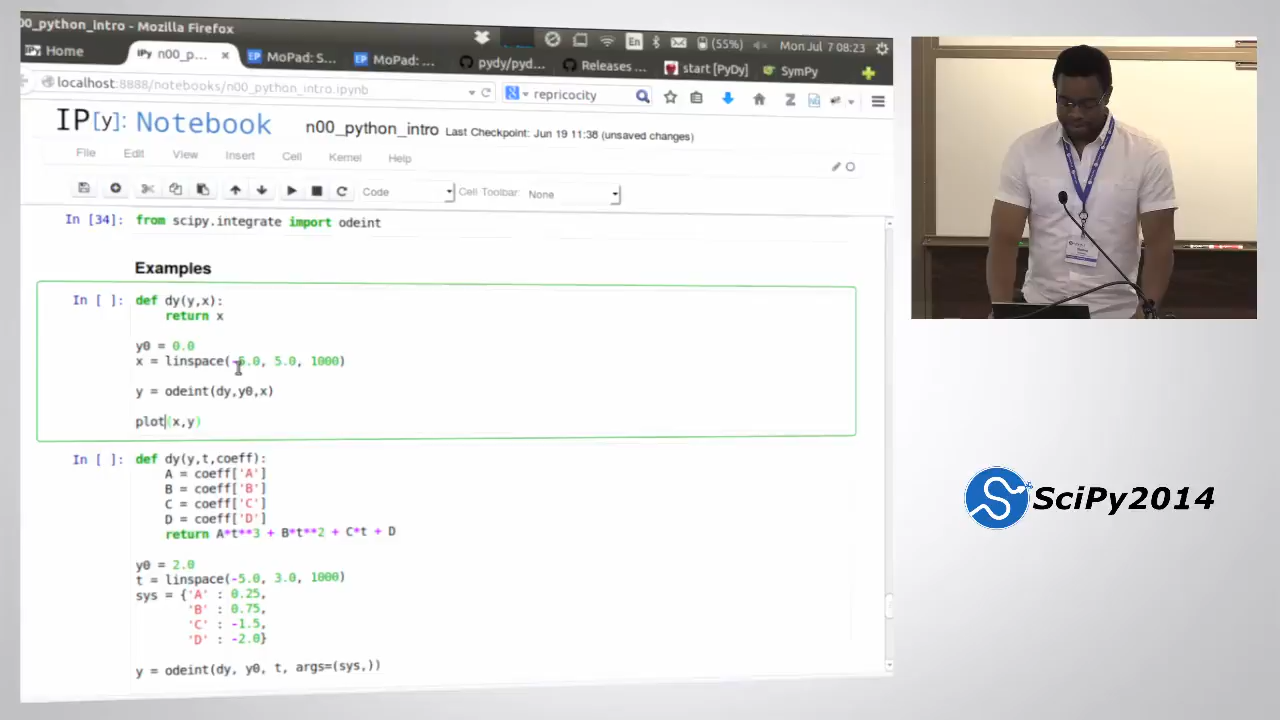 n00_python_intro - Mozilla Firefox
En
(55%)
Mon Jul 7 08:23
IPy Home
IPy n00_p... ×
EP MoPad: S...
EP MoPad: ...
pydy/pyd...
Releases ...
start [PyDy]
SymPy
localhost:8888/notebooks/n00_python_intro.ipynb
repricocity
IP[y]: Notebook
n00_python_intro Last Checkpoint: Jun 19 11:36 (unsaved changes)
File Edit View Insert Cell Kernel Help
Code
Cell Toolbar: None
In [34]: from scipy.integrate import odeint
Examples
In [ ]: def dy(y,x):
return x
y0 = 0.0
x = linspace(-5.0, 5.0, 1000)
y = odeint(dy,y0,x)
plot(x,y)
In [ ]: def dy(y,t,coeff):
A = coeff['A']
B = coeff['B']
C = coeff['C']
D = coeff['D']
return A*t**3 + B*t**2 + C*t + D
y0 = 2.0
t = linspace(-5.0, 3.0, 1000)
sys = {'A' : 0.25,
'B' : 0.75,
'C' : -1.5,
'D' : -2.0}
y = odeint(dy, y0, t, args=(sys,))
SciPy2014